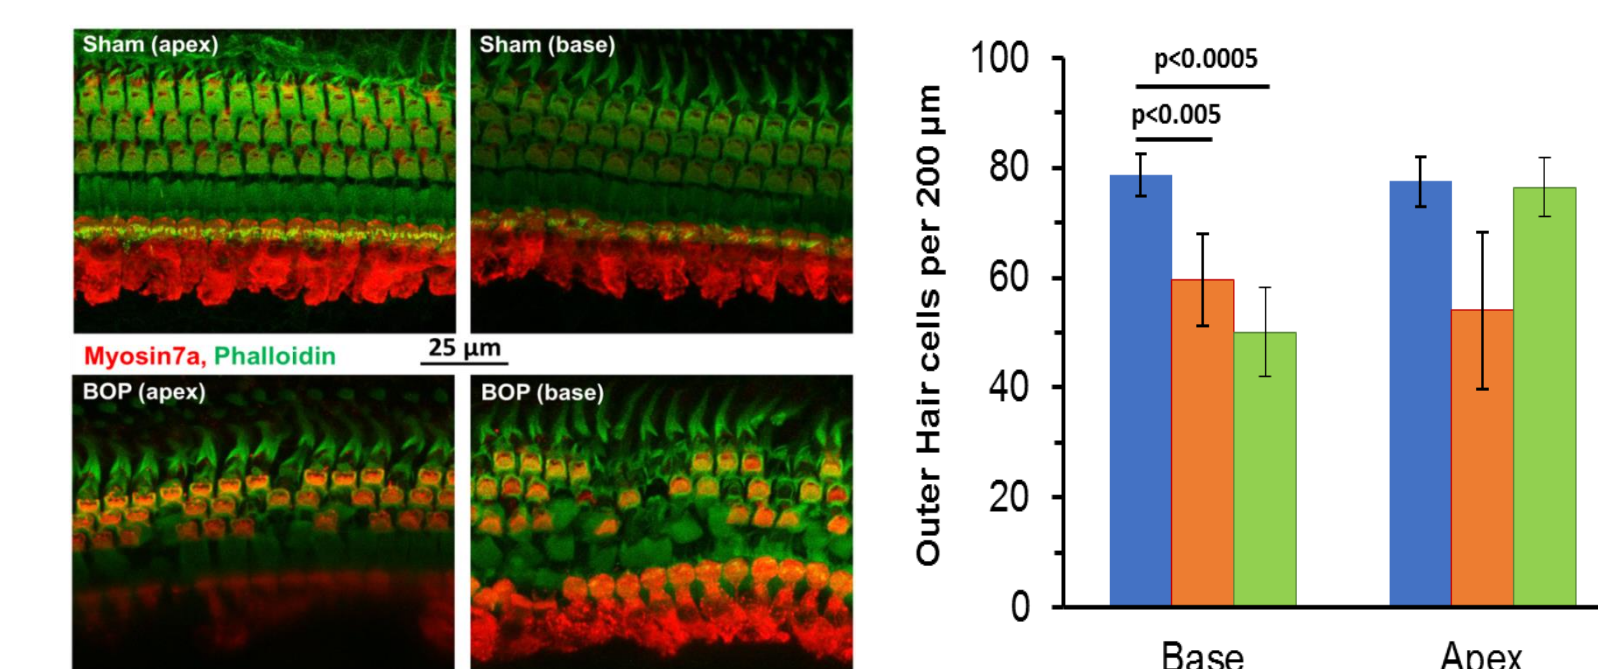 Sham (apex)
Sham (base)
Myosin7a, Phalloidin
25 µm
BOP (apex)
BOP (base)
Outer Hair cells per 200 µm
100
80
60
40
20
0
p<0.0005
p<0.005
Base
Apex